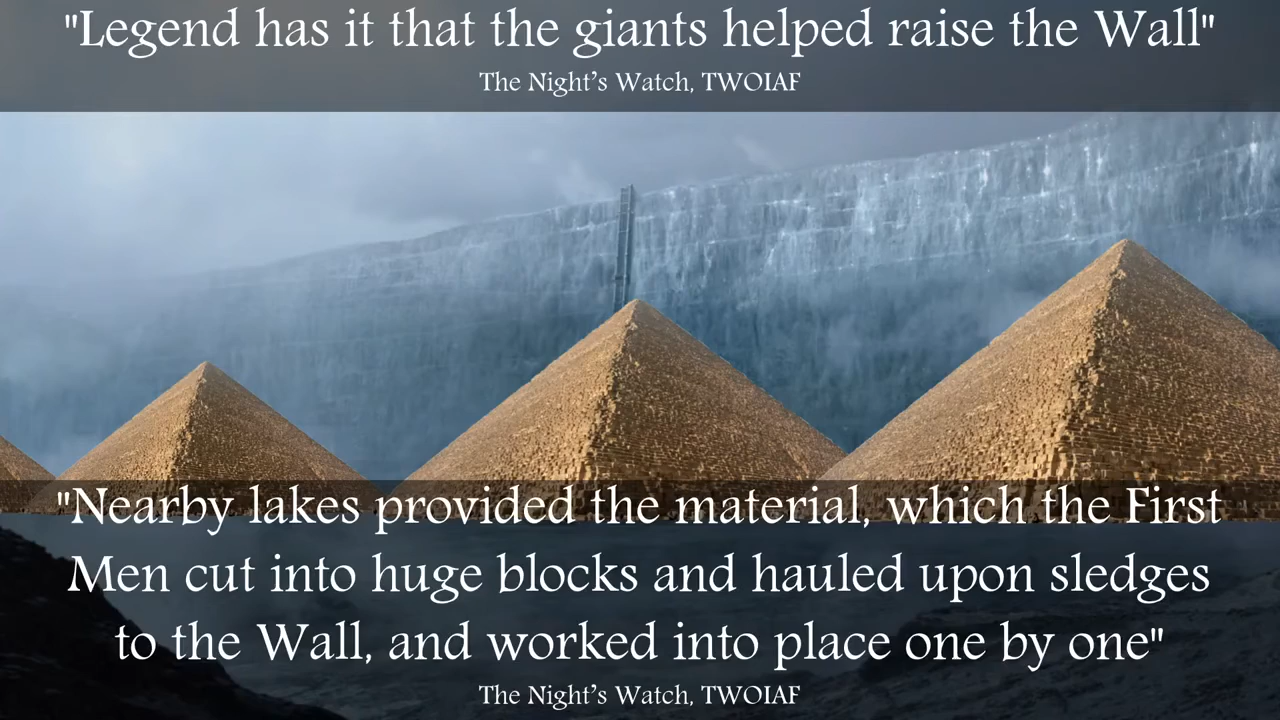 "Legend has it that the giants helped raise the Wall"
The Night's Watch, TWOIAF
"Nearby lakes provided the material, which the First
Men cut into huge blocks and hauled upon sledges
to the Wall, and worked into place one by one"
The Night's Watch, TWOIAF